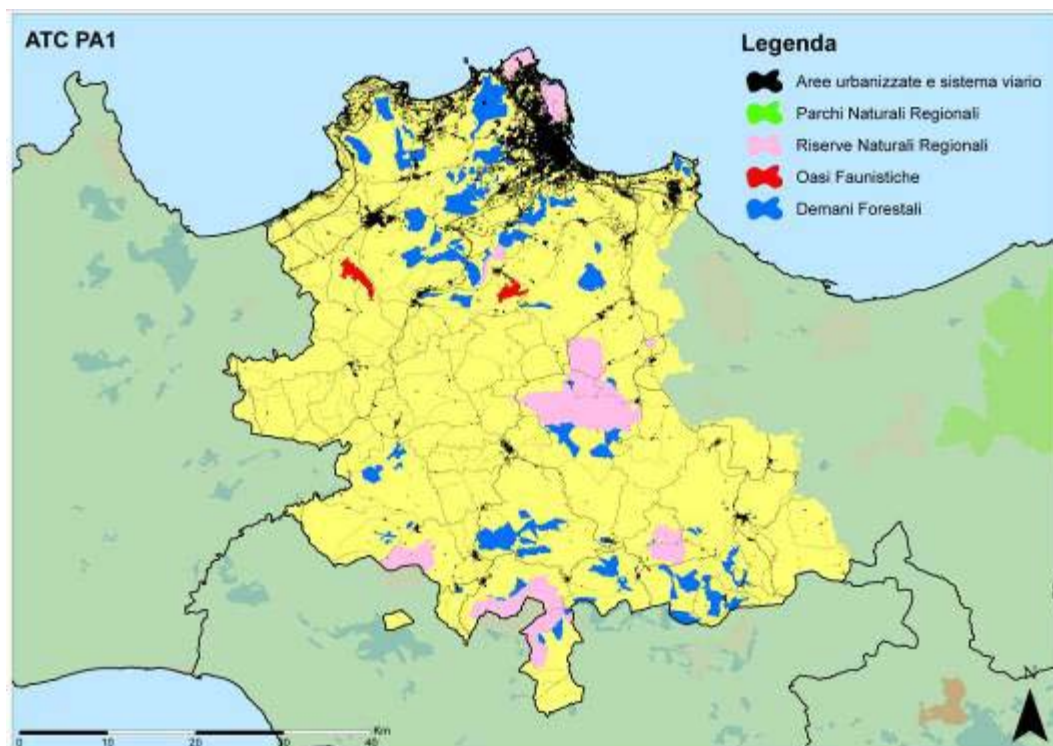 ATC PA1
Legenda
Aree urbanizzate e sistema viario
Parchi Naturali Regionali
Riserve Naturali Regionali
Oasi Faunistiche
Demani Forestali
N
Km
0 10 20 30 40